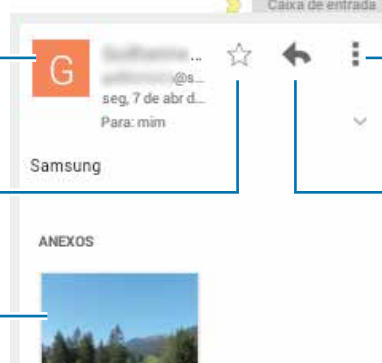 Caixa de entrada
G
...
@s...
seg, 7 de abr d...
Para: mim
Samsung
ANEXOS